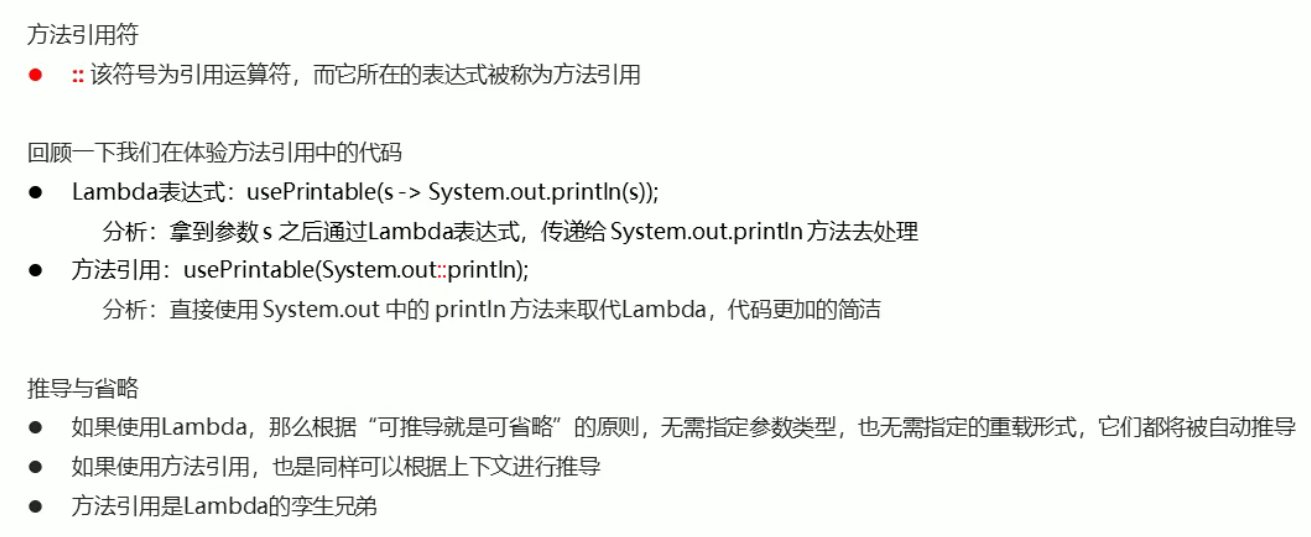 方法引用符
● :: 该符号为引用运算符，而它所在的表达式被称为方法引用
回顾一下我们在体验方法引用中的代码
● Lambda表达式：usePrintable(s -> System.out.println(s));
分析：拿到参数 s 之后通过Lambda表达式，传递给 System.out.println 方法去处理
● 方法引用：usePrintable(System.out::println);
分析：直接使用 System.out 中的 println 方法来取代Lambda，代码更加的简洁
推导与省略
● 如果使用Lambda，那么根据“可推导就是可省略”的原则，无需指定参数类型，也无需指定的重载形式，它们都将被自动推导
● 如果使用方法引用，也是同样可以根据上下文进行推导
● 方法引用是Lambda的孪生兄弟